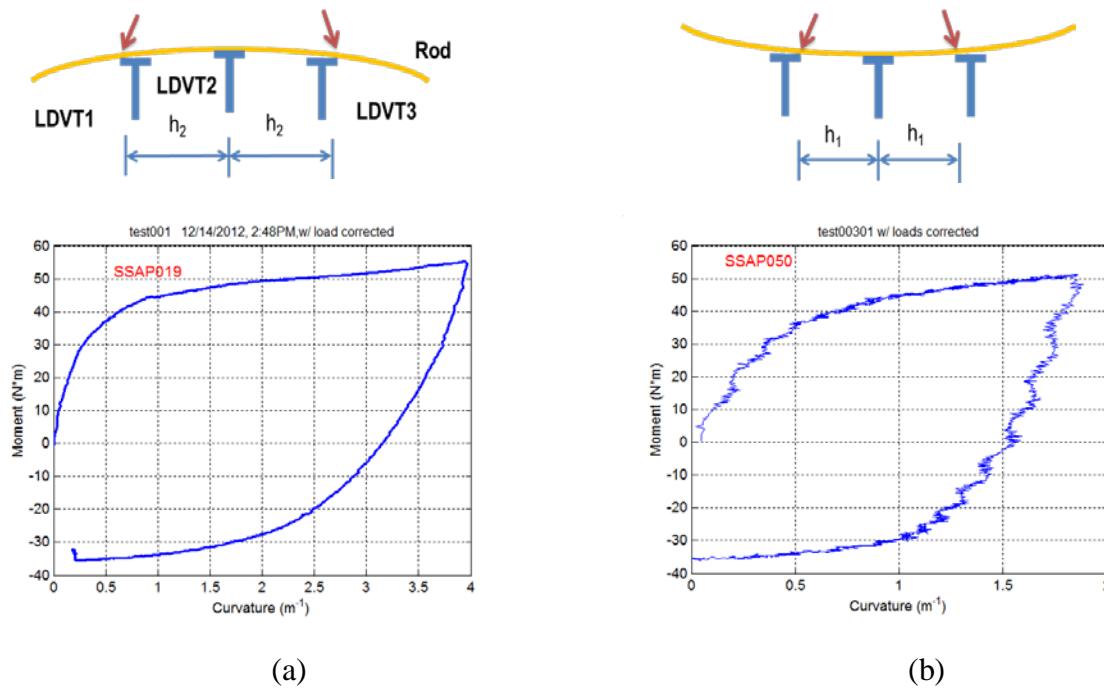 Rod
LDVT2
LDVT1
LDVT3
h2
h2
h1
h1
test001 12/14/2012, 2:48PM,w/ load corrected
SSAP019
60
50
40
30
20
10
0
-10
-20
-30
-40
Moment (N*m)
0 0.5 1 1.5 2 2.5 3 3.5 4
Curvature (m-1)
(a)
test00301 w/ loads corrected
SSAP050
60
50
40
30
20
10
0
-10
-20
-30
-40
Moment (N*m)
0 0.5 1 1.5
Curvature (m-1)
(b)